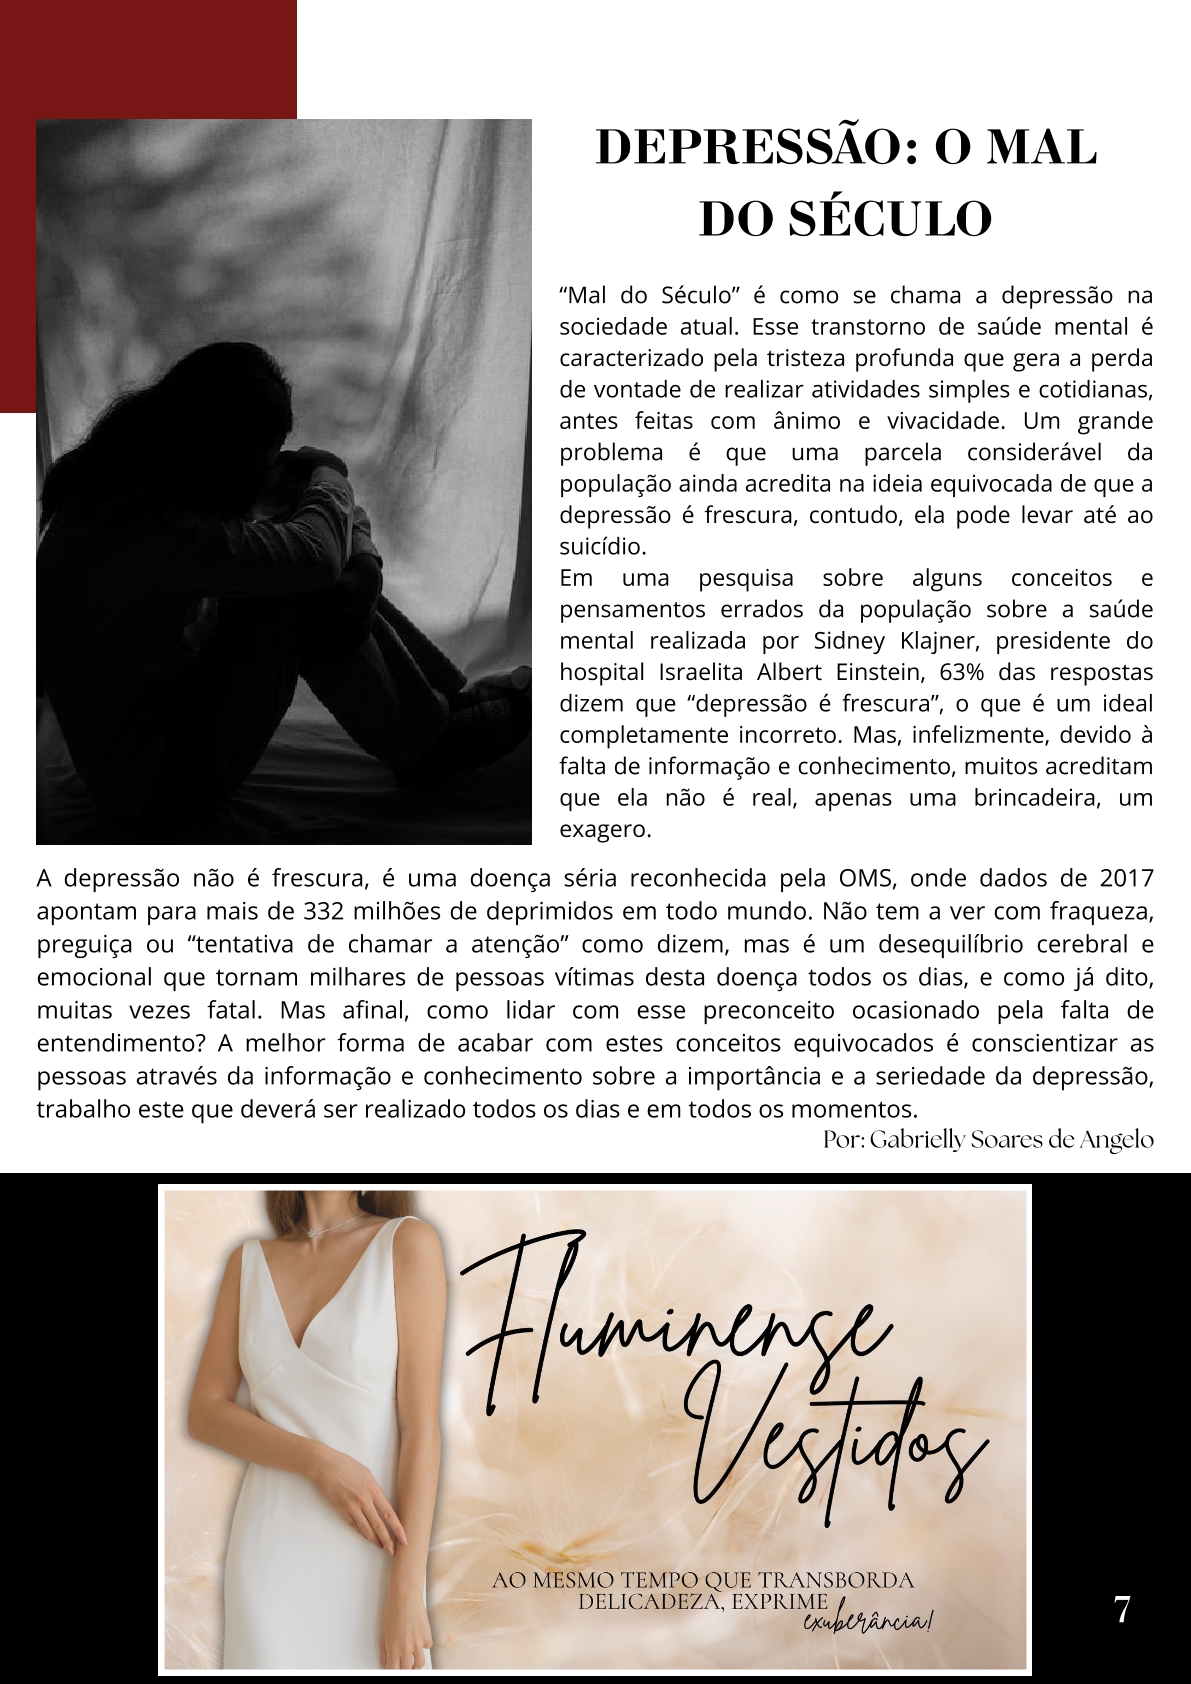 DEPRESSÃO: O MAL
DO SÉCULO
“Mal do Século” é como se chama a depressão na
sociedade atual. Esse transtorno de saúde mental é
caracterizado pela tristeza profunda que gera a perda
de vontade de realizar atividades simples e cotidianas,
antes feitas com ânimo e vivacidade. Um grande
problema é que uma parcela considerável da
população ainda acredita na ideia equivocada de que a
depressão é frescura, contudo, ela pode levar até ao
suicídio.
Em uma pesquisa sobre alguns conceitos e
pensamentos errados da população sobre a saúde
mental realizada por Sidney Klajner, presidente do
hospital Israelita Albert Einstein, 63% das respostas
dizem que “depressão é frescura”, o que é um ideal
completamente incorreto. Mas, infelizmente, devido à
falta de informação e conhecimento, muitos acreditam
que ela não é real, apenas uma brincadeira, um
exagero.
A depressão não é frescura, é uma doença séria reconhecida pela OMS, onde dados de 2017
apontam para mais de 332 milhões de deprimidos em todo mundo. Não tem a ver com fraqueza,
preguiça ou “tentativa de chamar a atenção” como dizem, mas é um desequilíbrio cerebral e
emocional que tornam milhares de pessoas vítimas desta doença todos os dias, e como já dito,
muitas vezes fatal. Mas afinal, como lidar com esse preconceito ocasionado pela falta de
entendimento? A melhor forma de acabar com estes conceitos equivocados é conscientizar as
pessoas através da informação e conhecimento sobre a importância e a seriedade da depressão,
trabalho este que deverá ser realizado todos os dias e em todos os momentos.
Por: Gabrielly Soares de Angelo
Fluminense
Vestidos
AO MESMO TEMPO QUE TRANSBORDA
DELICADEZA, EXPRIME
exuberância!
7